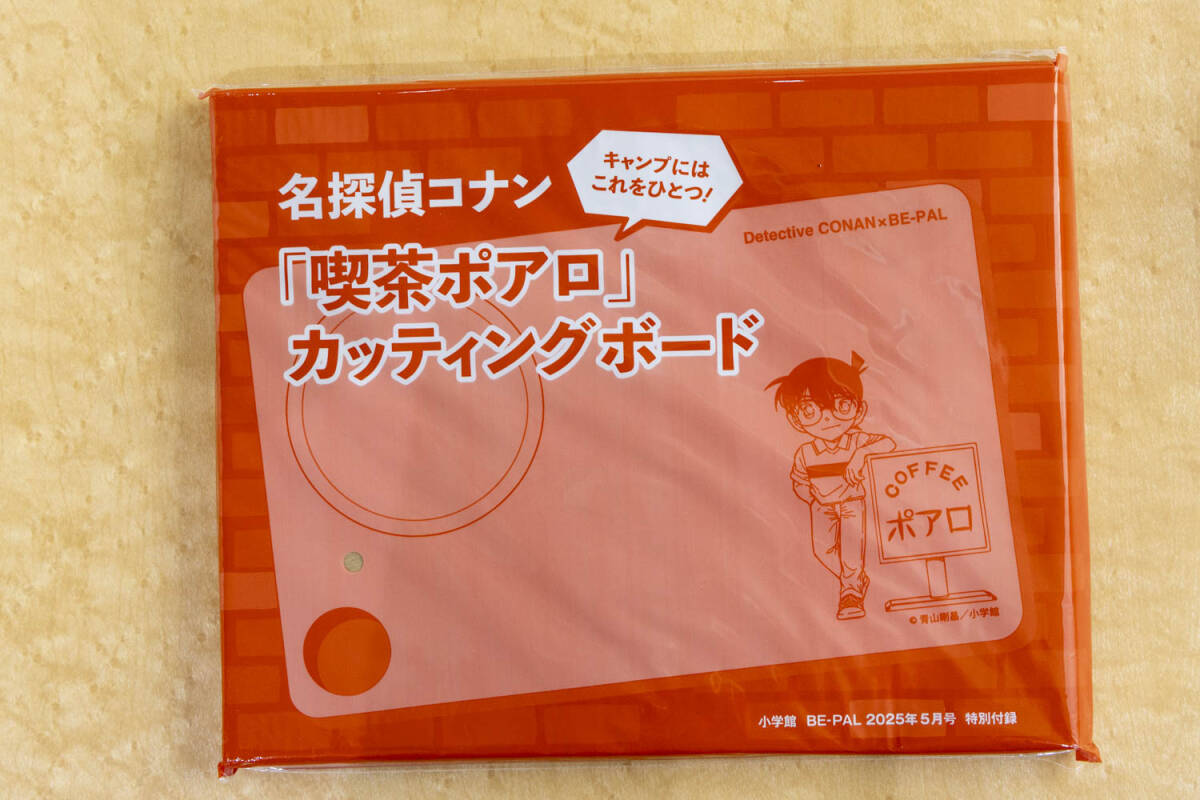 キャンプには
これをひとつ!
名探偵コナン
「喫茶ポアロ」
カッティングボード
Detective CONAN×BE-PAL
COFFEE
ポアロ
© 青山剛昌／小学館
小学館 BE-PAL 2025年5月号 特別付録